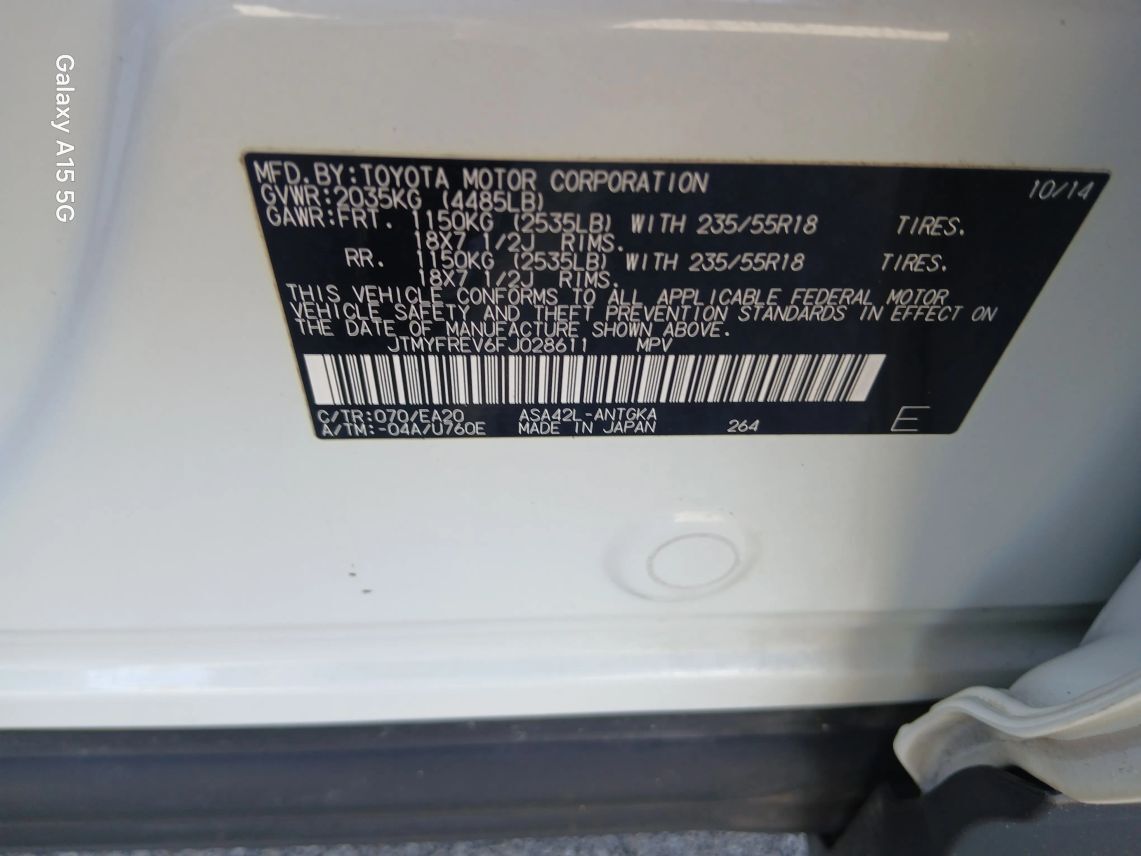 MFD. BY: TOYOTA MOTOR CORPORATION 10/14
GVWR: 2035KG (4485LB)
GAWR: FRT. 1150KG (2535LB) WITH 235/55R18 TIRES.
18X7 1/2J RIMS.
RR. 1150KG (2535LB) WITH 235/55R18 TIRES.
18X7 1/2J RIMS.
THIS VEHICLE CONFORMS TO ALL APPLICABLE FEDERAL MOTOR
VEHICLE SAFETY AND THEFT PREVENTION STANDARDS IN EFFECT ON
THE DATE OF MANUFACTURE SHOWN ABOVE.
JTMYFREV6FJ028611 MPV
C/TR:070/EA20 ASA42L-ANTGKA
A/TM:-04A/U760E MADE IN JAPAN 264 E
Galaxy A15 5G